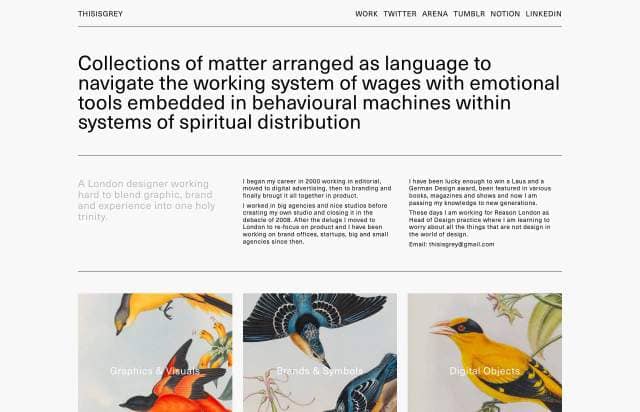 THISISGREY
WORK TWITTER ARENA TUMBLR NOTION LINKEDIN
Collections of matter arranged as language to
navigate the working system of wages with emotional
tools embedded in behavioural machines within
systems of spiritual distribution
A London designer working
hard to blend graphic, brand
and experience into one holy
trinity.
I began my career in 2000 working in editorial,
moved to digital advertising, then to branding and
finally brougt it all together in product.
I worked in big agencies and nice studios before
creating my own studio and closing it in the
debacle of 2008. After the deluge I moved to
London to re-focus on product and I have been
working on brand offices, startups, big and small
agencies since then.
I have been lucky enough to win a Laus and a
German Design award, been featured in various
books, magazines and shows and now I am
passing my knowledge to new generations.
These days I am working for Reason London as
Head of Design practice where I am learning to
worry about all the things that are not design in
the world of design.
Email: thisisgrey@gmail.com
Graphics & Visuals
Brands & Symbols
Digital Objects